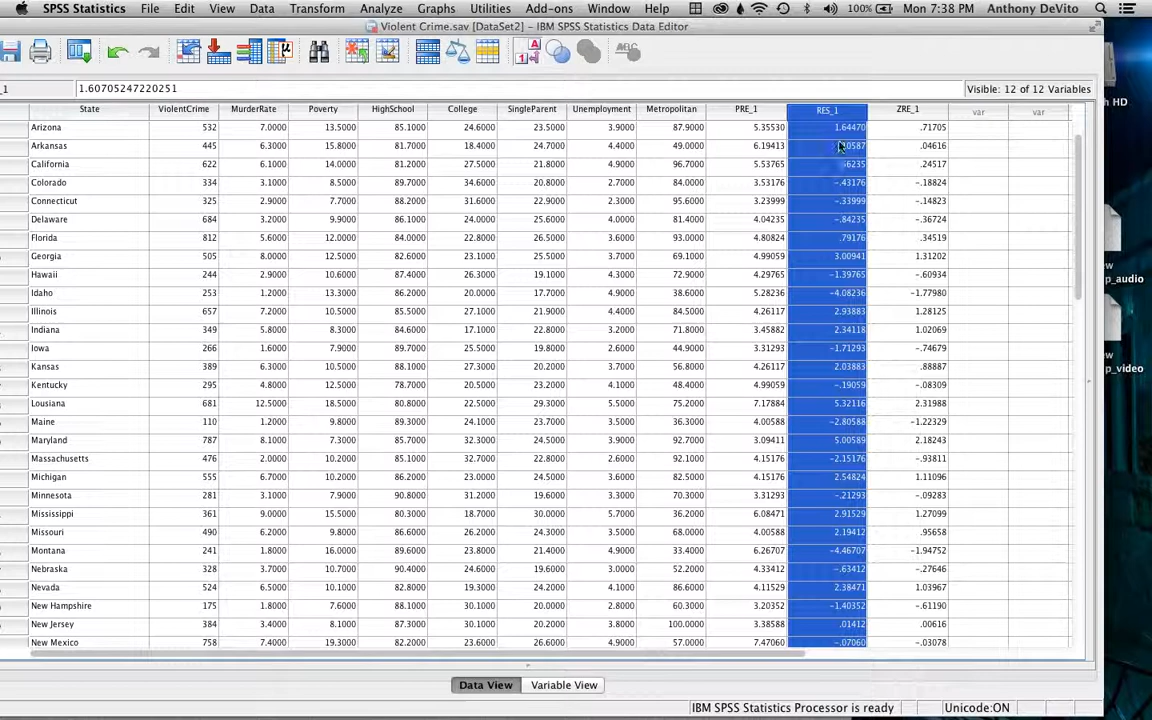 SPSS Statistics File Edit View Data Transform Analyze Graphs Utilities Add-ons Window Help 100% Mon 7:38 PM Anthony DeVito
Violent Crime.sav [DataSet2] – IBM SPSS Statistics Data Editor
_1 1.60705247220251 Visible: 12 of 12 Variables
State ViolentCrime MurderRate Poverty HighSchool College SingleParent Unemployment Metropolitan PRE_1 RES_1 ZRE_1 var var
Arizona 532 7.0000 13.5000 85.1000 24.6000 23.5000 3.9000 87.9000 5.35530 1.64470 .71705
Arkansas 445 6.3000 15.8000 81.7000 18.4000 24.7000 4.4000 49.0000 6.19413 0587 .04616
California 622 6.1000 14.0000 81.2000 27.5000 21.8000 4.9000 96.7000 5.53765 6235 .24517
Colorado 334 3.1000 8.5000 89.7000 34.6000 20.8000 2.7000 84.0000 3.53176 -.43176 -.18824
Connecticut 325 2.9000 7.7000 88.2000 31.6000 22.9000 2.3000 95.6000 3.23999 -.33999 -.14823
Delaware 684 3.2000 9.9000 86.1000 24.0000 25.6000 4.0000 81.4000 4.04235 -.84235 -.36724
Florida 812 5.6000 12.0000 84.0000 22.8000 26.5000 3.6000 93.0000 4.80824 .79176 .34519
Georgia 505 8.0000 12.5000 82.6000 23.1000 25.5000 3.7000 69.1000 4.99059 3.00941 1.31202
Hawaii 244 2.9000 10.6000 87.4000 26.3000 19.1000 4.3000 72.9000 4.29765 -1.39765 -.60934
Idaho 253 1.2000 13.3000 86.2000 20.0000 17.7000 4.9000 38.6000 5.28236 -4.08236 -1.77980
Illinois 657 7.2000 10.5000 85.5000 27.1000 21.9000 4.4000 84.5000 4.26117 2.93883 1.28125
Indiana 349 5.8000 8.3000 84.6000 17.1000 22.8000 3.2000 71.8000 3.45882 2.34118 1.02069
Iowa 266 1.6000 7.9000 89.7000 25.5000 19.8000 2.6000 44.9000 3.31293 -1.71293 -.74679
Kansas 389 6.3000 10.5000 88.1000 27.3000 20.2000 3.7000 56.8000 4.26117 2.03883 .88887
Kentucky 295 4.8000 12.5000 78.7000 20.5000 23.2000 4.1000 48.4000 4.99059 -.19059 -.08309
Lousiana 681 12.5000 18.5000 80.8000 22.5000 29.3000 5.5000 75.2000 7.17884 5.32116 2.31988
Maine 110 1.2000 9.8000 89.3000 24.1000 23.7000 3.5000 36.3000 4.00588 -2.80588 -1.22329
Maryland 787 8.1000 7.3000 85.7000 32.3000 24.5000 3.9000 92.7000 3.09411 5.00589 2.18243
Massachusetts 476 2.0000 10.2000 85.1000 32.7000 22.8000 2.6000 92.1000 4.15176 -2.15176 -.93811
Michigan 555 6.7000 10.2000 86.2000 23.0000 24.5000 3.6000 82.5000 4.15176 2.54824 1.11096
Minnesota 281 3.1000 7.9000 90.8000 31.2000 19.6000 3.3000 70.3000 3.31293 -.21293 -.09283
Mississippi 361 9.0000 15.5000 80.3000 18.7000 30.0000 5.7000 36.2000 6.08471 2.91529 1.27099
Missouri 490 6.2000 9.8000 86.6000 26.2000 24.3000 3.5000 68.0000 4.00588 2.19412 .95658
Montana 241 1.8000 16.0000 89.6000 23.8000 21.4000 4.9000 33.4000 6.26707 -4.46707 -1.94752
Nebraska 328 3.7000 10.7000 90.4000 24.6000 19.6000 3.0000 52.2000 4.33412 -.63412 -.27646
Nevada 524 6.5000 10.1000 82.8000 19.3000 24.2000 4.1000 86.6000 4.11529 2.38471 1.03967
New Hampshire 175 1.8000 7.6000 88.1000 30.1000 20.0000 2.8000 60.3000 3.20352 -1.40352 -.61190
New Jersey 384 3.4000 8.1000 87.3000 30.1000 20.2000 3.8000 100.0000 3.38588 .01412 .00616
New Mexico 758 7.4000 19.3000 82.2000 23.6000 26.6000 4.9000 57.0000 7.47060 -.07060 -.03078
Data View Variable View
IBM SPSS Statistics Processor is ready Unicode:ON
h HD
ew
p_audio
ew
p_video